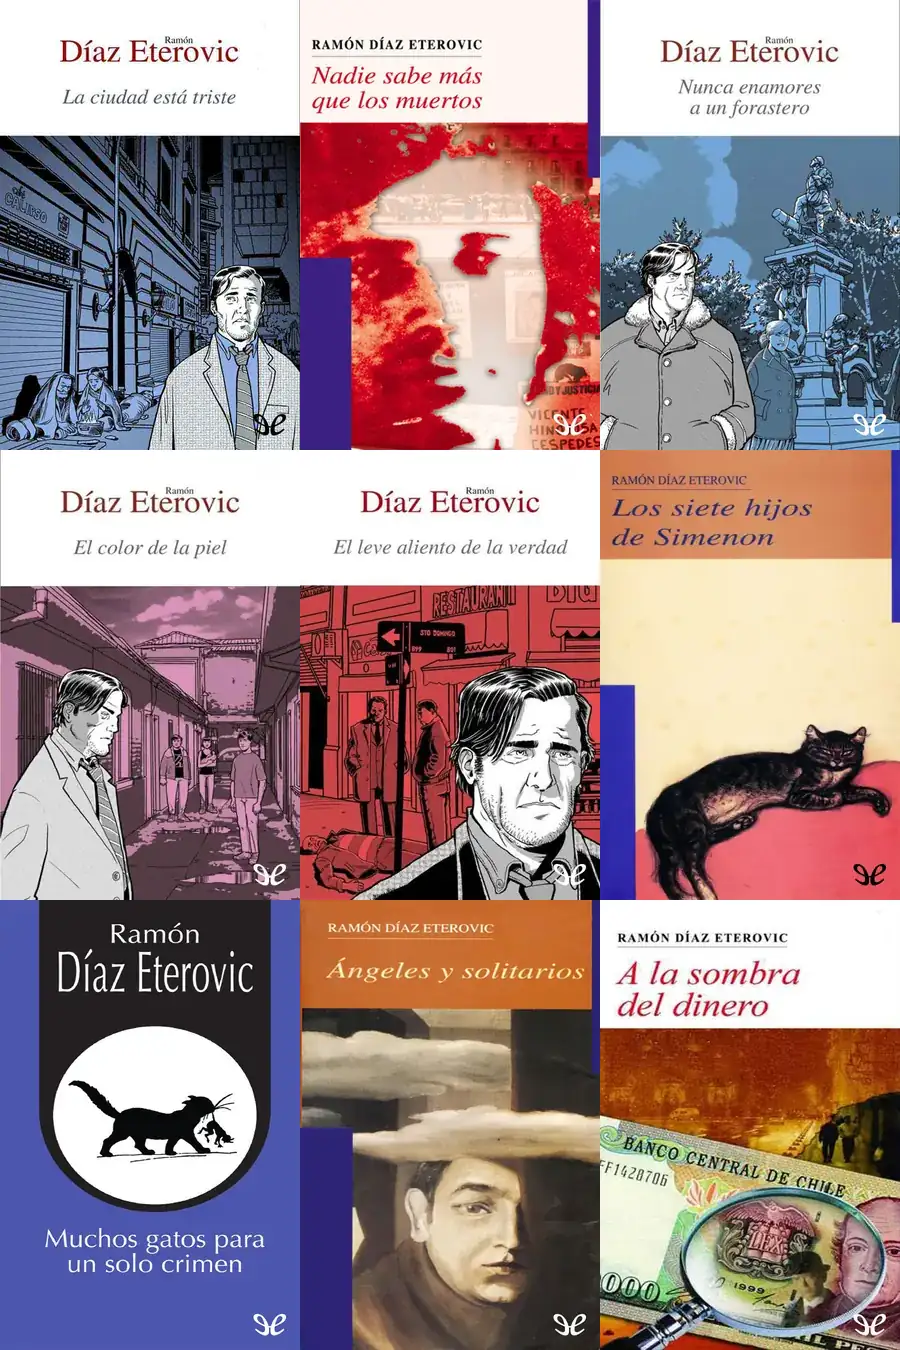 Ramón
Díaz Eterovic
La ciudad está triste
CALIPSO
RAMÓN DÍAZ ETEROVIC
Nadie sabe más
que los muertos
VICENTE
CESPEDES
Ramón
Díaz Eterovic
Nunca enamores
a un forastero
Ramón
Díaz Eterovic
El color de la piel
Ramón
Díaz Eterovic
El leve aliento de la verdad
RESTAURANT
STO DOMINGO
899 801
RAMÓN DÍAZ ETEROVIC
Los siete hijos
de Simenon
Ramón
Díaz Eterovic
Muchos gatos para
un solo crimen
RAMÓN DÍAZ ETEROVIC
Ángeles y solitarios
RAMÓN DÍAZ ETEROVIC
A la sombra
del dinero
BANCO CENTRAL DE CHILE
FF1428706
1999